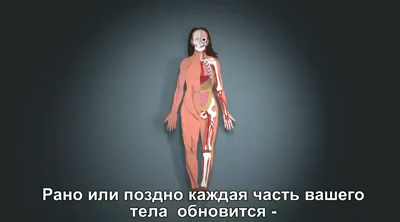 Рано или поздно каждая часть вашего
тела обновится -